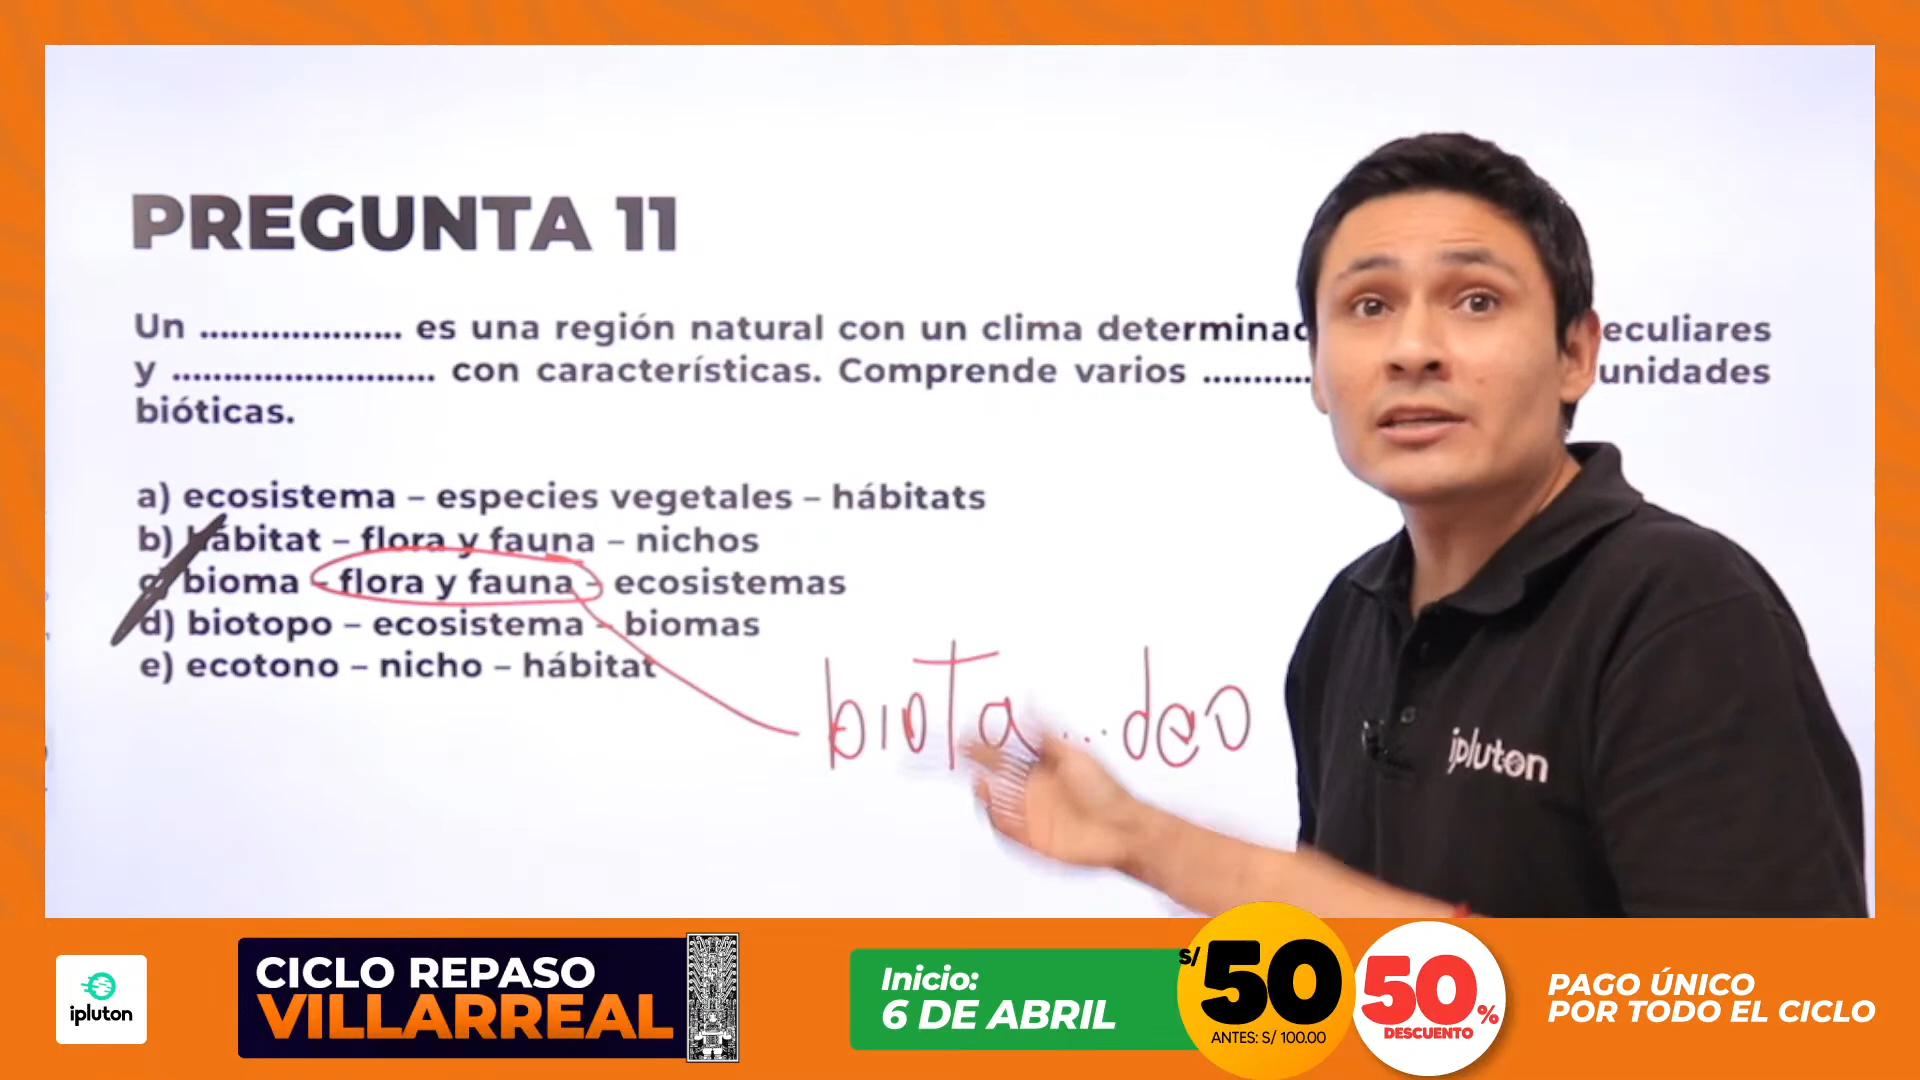 PREGUNTA 11
Un .................... es una región natural con un clima determinad eculiares
y .......................... con características. Comprende varios ........... unidades
bióticas.
a) ecosistema – especies vegetales – hábitats
b) hábitat – flora y fauna – nichos
c) bioma – flora y fauna – ecosistemas
d) biotopo – ecosistema – biomas
e) ecotono – nicho – hábitat
biota...
ipluton
ipluton
CICLO REPASO
VILLARREAL
Inicio:
6 DE ABRIL
S/ 50
ANTES: S/ 100.00
50%
DESCUENTO
PAGO ÚNICO
POR TODO EL CICLO